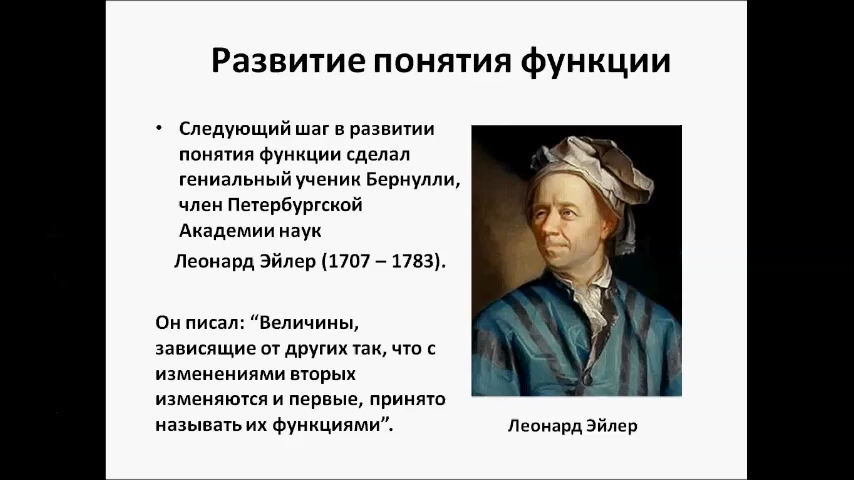 Развитие понятия функции
• Следующий шаг в развитии
понятия функции сделал
гениальный ученик Бернулли,
член Петербургской
Академии наук
Леонард Эйлер (1707 – 1783).
Он писал: “Величины,
зависящие от других так, что с
изменениями вторых
изменяются и первые, принято
называть их функциями”.
Леонард Эйлер